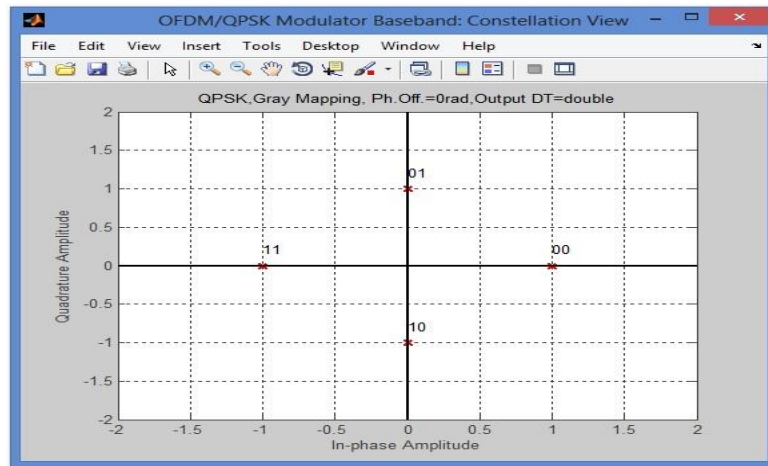 OFDM/QPSK Modulator Baseband: Constellation View
File Edit View Insert Tools Desktop Window Help
QPSK,Gray Mapping, Ph.Off.=0rad,Output DT=double
2
1.5
1
0.5
0
-0.5
-1
-1.5
-2
Quadrature Amplitude
01
11
00
10
-2 -1.5 -1 -0.5 0 0.5 1 1.5 2
In-phase Amplitude